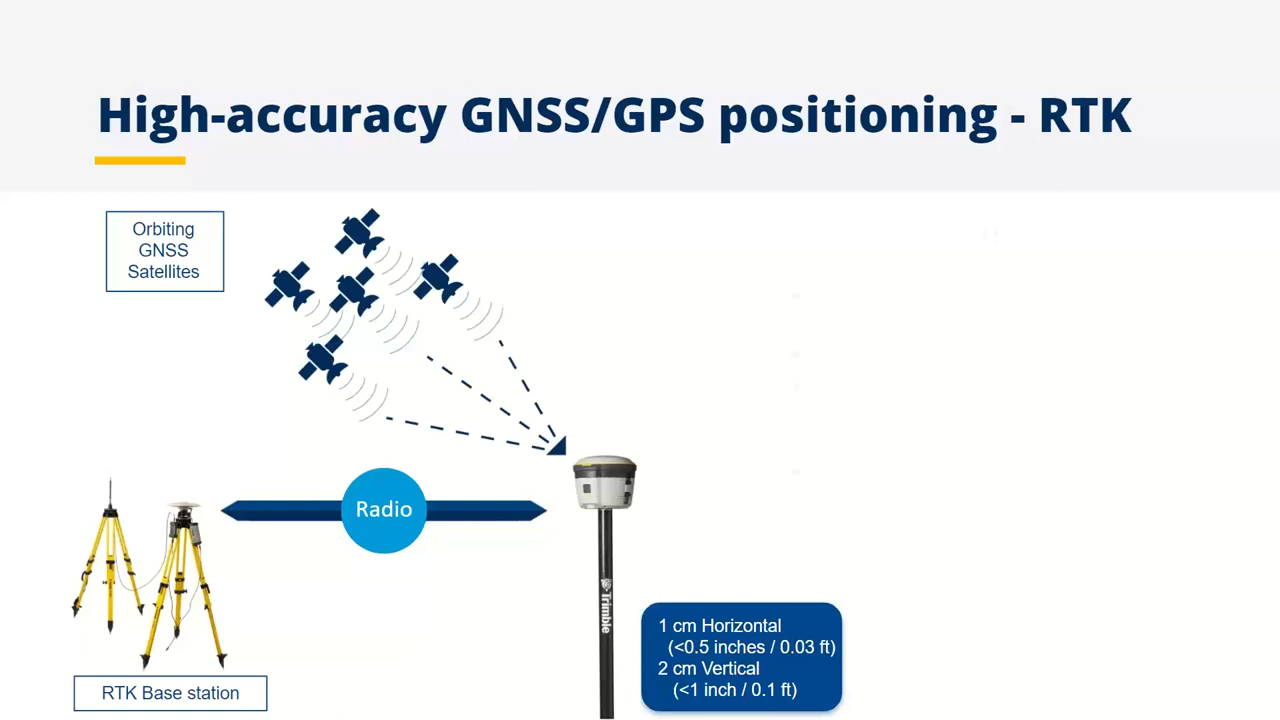 High-accuracy GNSS/GPS positioning - RTK
Orbiting
GNSS
Satellites
Radio
Trimble
1 cm Horizontal
(<0.5 inches / 0.03 ft)
2 cm Vertical
(<1 inch / 0.1 ft)
RTK Base station